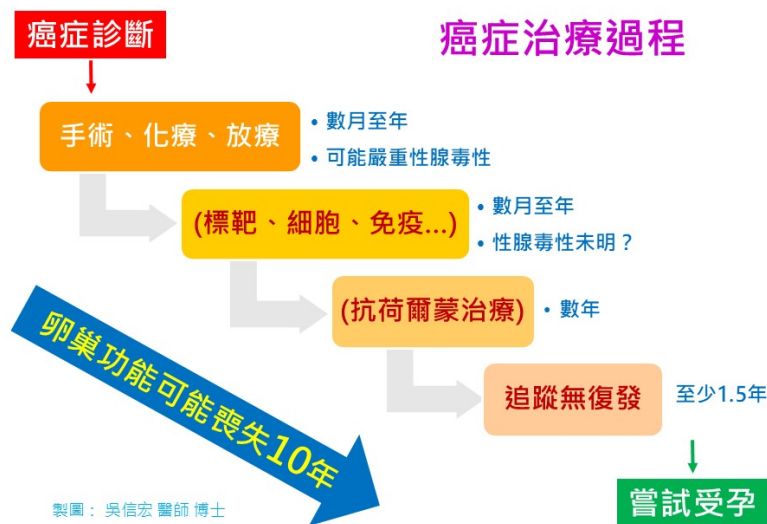 癌症診斷
癌症治療過程
手術、化療、放療
• 數月至年
• 可能嚴重性腺毒性
(標靶、細胞、免疫...)
• 數月至年
• 性腺毒性未明？
(抗荷爾蒙治療)
• 數年
追蹤無復發
至少1.5年
卵巢功能可能喪失10年
嘗試受孕
製圖： 吳信宏 醫師 博士